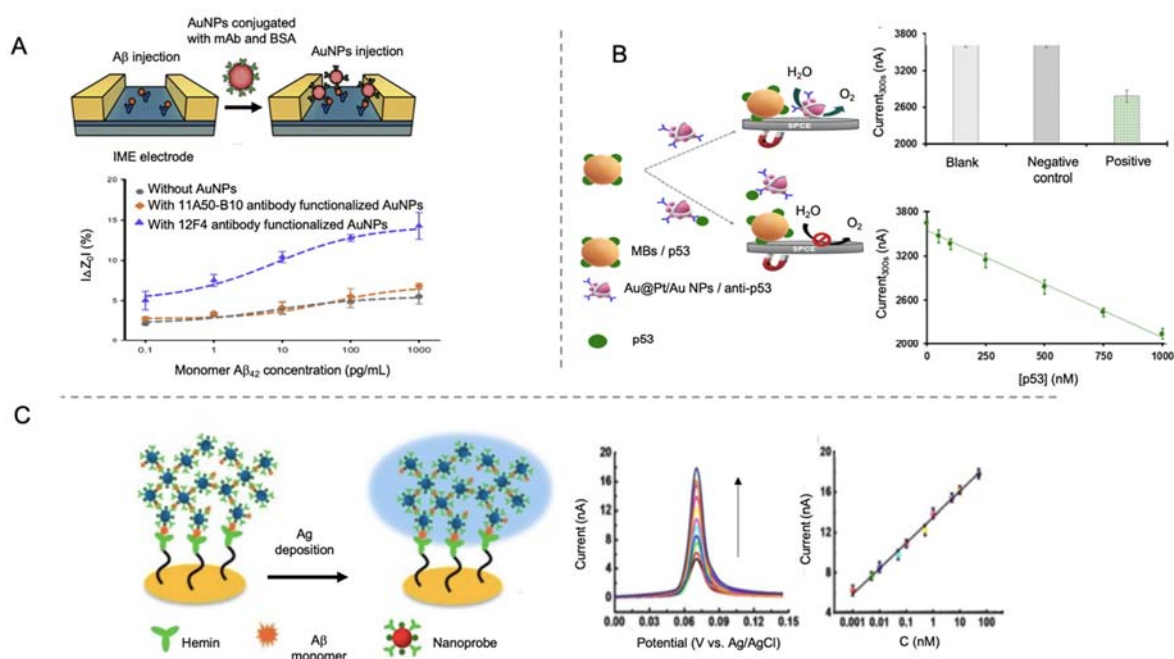 A
AuNPs conjugated
with mAb and BSA
Aβ injection
AuNPs injection
IME electrode
Without AuNPs
With 11A50-B10 antibody functionalized AuNPs
With 12F4 antibody functionalized AuNPs
|ΔZ₀| (%)
20
15
10
5
0
0.1
1
10
100
1000
Monomer Aβ₄₂ concentration (pg/mL)
B
H₂O
O₂
SPCE
H₂O
O₂
SPCE
MBs / p53
Au@Pt/Au NPs / anti-p53
p53
Current₃₀₀ₛ (nA)
3800
3200
2600
2000
Blank
Negative
control
Positive
Current₃₀₀ₛ (nA)
3800
3200
2600
2000
0
250
500
750
1000
[p53] (nM)
C
Ag
deposition
Hemin
Aβ
monomer
Nanoprobe
Current (nA)
20
16
12
8
4
0
0.00
0.03
0.06
0.09
0.12
0.15
Potential (V vs. Ag/AgCl)
Current (nA)
20
16
12
8
4
0.001
0.01
0.1
1
10
100
C (nM)